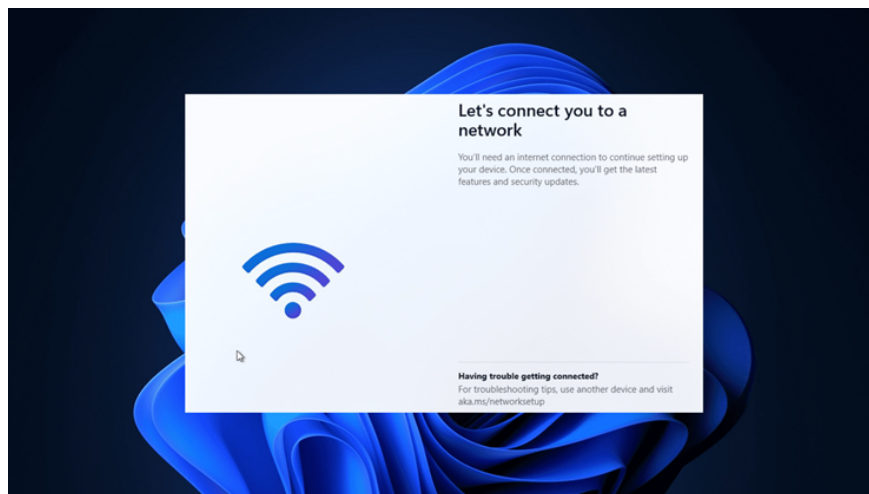 Let's connect you to a
network
You'll need an internet connection to continue setting up
your device. Once connected, you'll get the latest
features and security updates.
Having trouble getting connected?
For troubleshooting tips, use another device and visit
aka.ms/networksetup